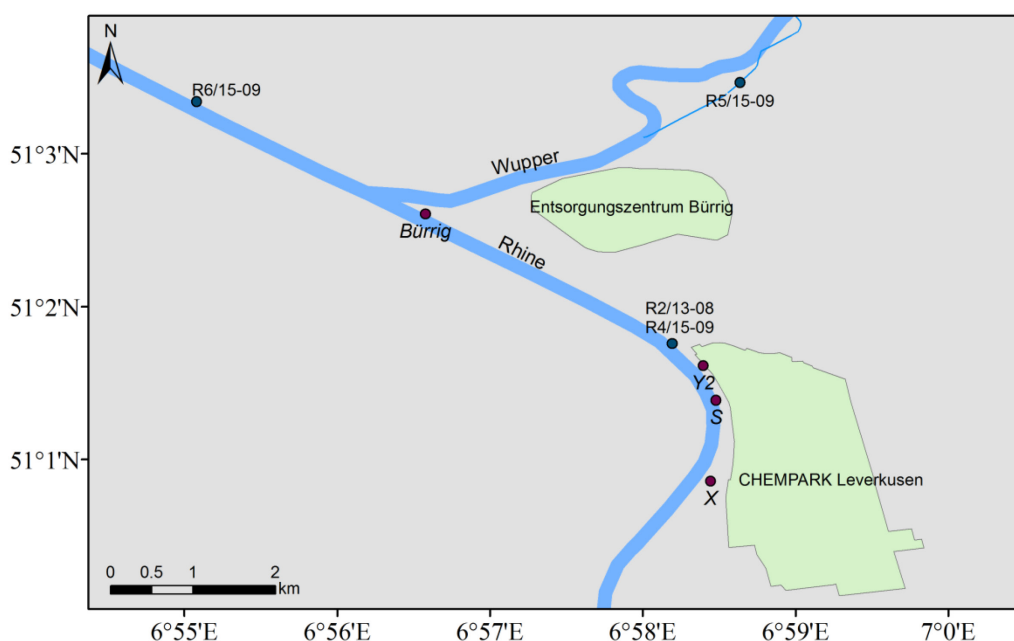 N
R6/15-09
R5/15-09
51°3'N
Wupper
Entsorgungszentrum Bürrig
Bürrig
Rhine
51°2'N
R2/13-08
R4/15-09
Y2
S
51°1'N
CHEMPARK Leverkusen
X
0 0.5 1 2
km
6°55'E 6°56'E 6°57'E 6°58'E 6°59'E 7°0'E